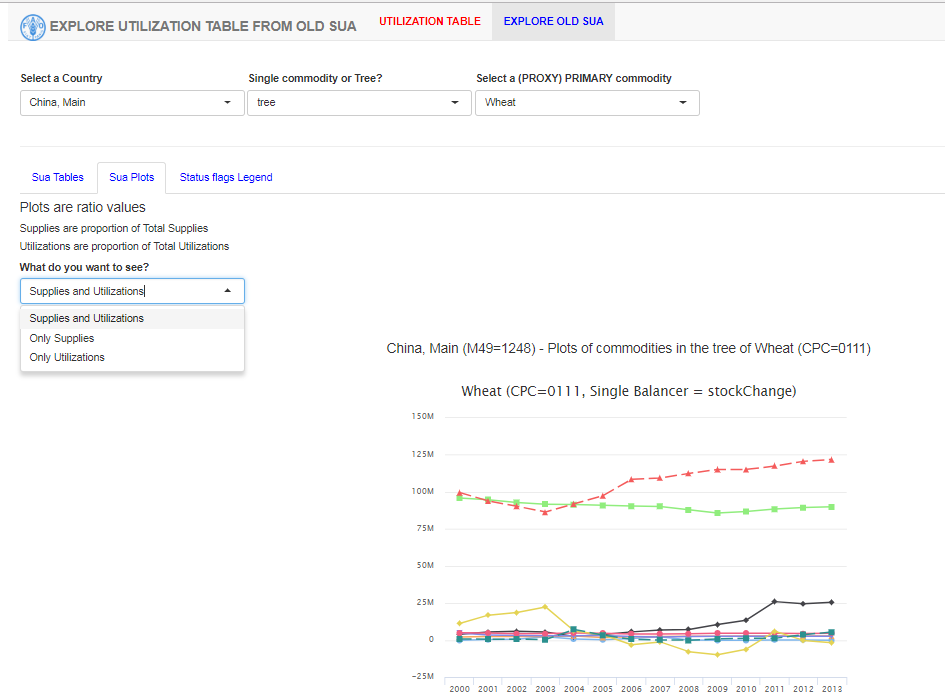 EXPLORE UTILIZATION TABLE FROM OLD SUA UTILIZATION TABLE EXPLORE OLD SUA
Select a Country Single commodity or Tree? Select a (PROXY) PRIMARY commodity
China, Main tree Wheat
Sua Tables Sua Plots Status flags Legend
Plots are ratio values
Supplies are proportion of Total Supplies
Utilizations are proportion of Total Utilizations
What do you want to see?
Supplies and Utilizations
Supplies and Utilizations
Only Supplies
Only Utilizations
China, Main (M49=1248) - Plots of commodities in the tree of Wheat (CPC=0111)
Wheat (CPC=0111, Single Balancer = stockChange)
150M
125M
100M
75M
50M
25M
0
−25M
2000 2001 2002 2003 2004 2005 2006 2007 2008 2009 2010 2011 2012 2013